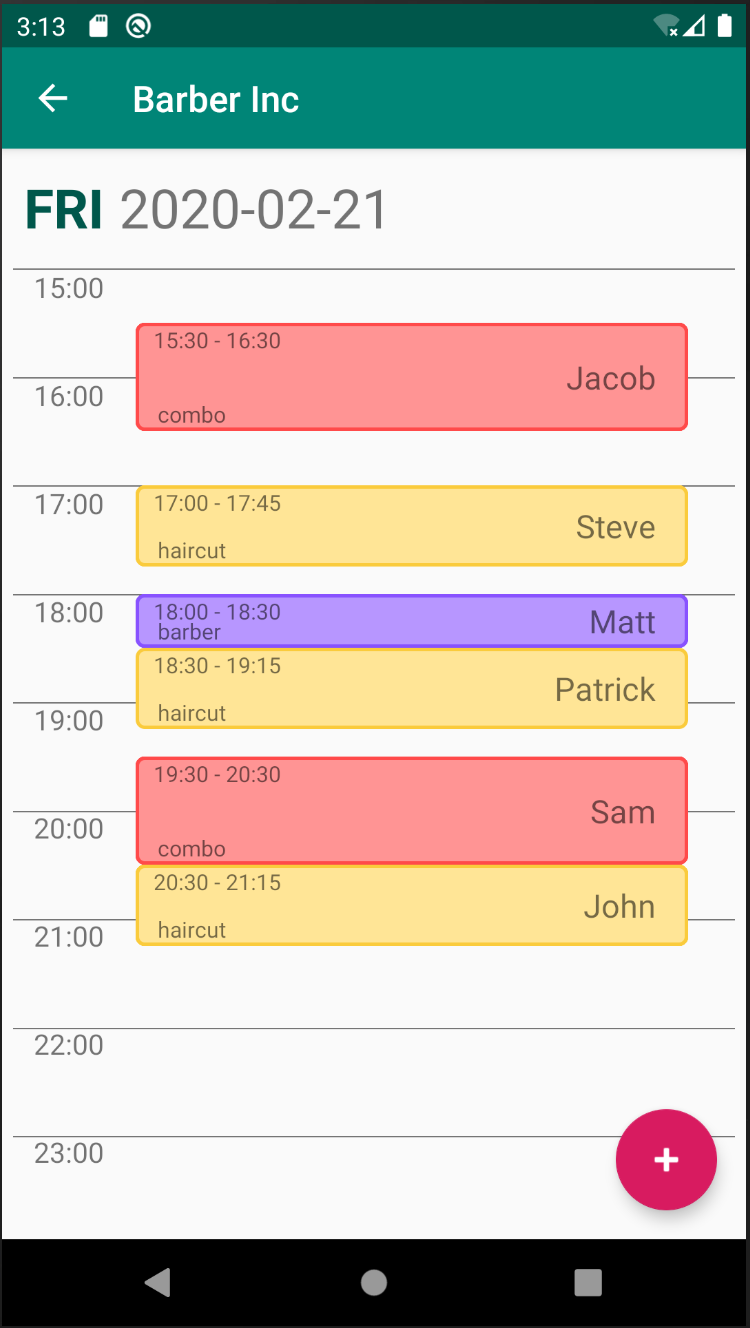 3:13
Barber Inc
FRI 2020-02-21
15:00
15:30 - 16:30
Jacob
16:00
combo
17:00
17:00 - 17:45
Steve
haircut
18:00
18:00 - 18:30
Matt
barber
18:30 - 19:15
Patrick
haircut
19:00
19:30 - 20:30
Sam
20:00
combo
20:30 - 21:15
John
haircut
21:00
22:00
23:00